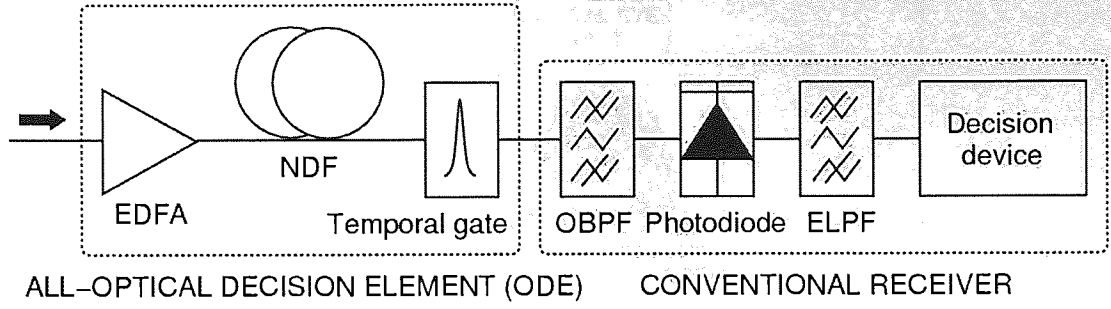 NDF
EDFA
Temporal gate
OBPF
Photodiode
ELPF
Decision
device
ALL–OPTICAL DECISION ELEMENT (ODE)
CONVENTIONAL RECEIVER